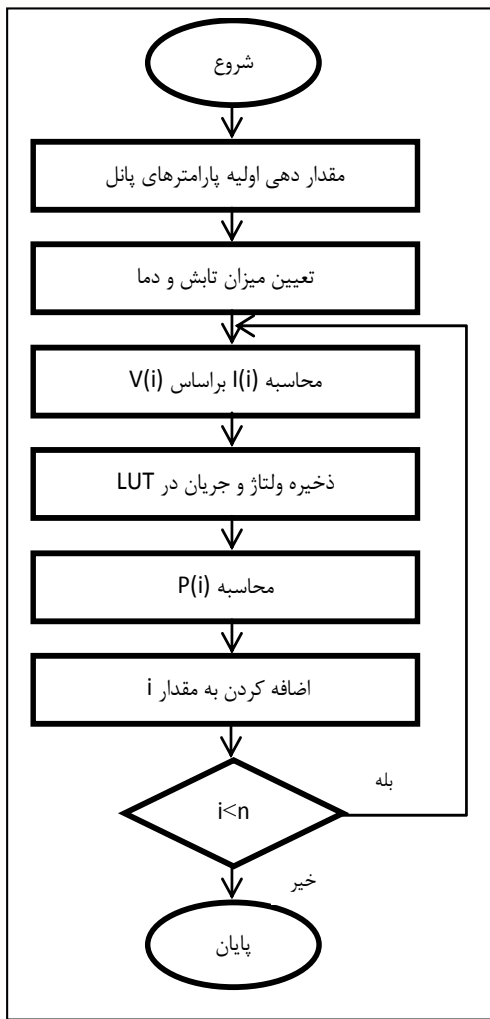 شروع
مقدار دهی اولیه پارامترهای پانل
تعیین میزان تابش و دما
محاسبه I(i) براساس V(i)
ذخیره ولتاژ و جریان در LUT
محاسبه P(i)
اضافه کردن به مقدار i
i<n
بله
خیر
پایان